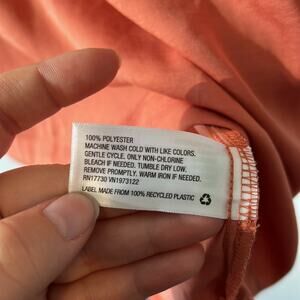 100% POLYESTER
MACHINE WASH COLD WITH LIKE COLORS.
GENTLE CYCLE. ONLY NON-CHLORINE
BLEACH IF NEEDED. TUMBLE DRY LOW.
REMOVE PROMPTLY. WARM IRON IF NEEDED.
RN17730 VN1973122
LABEL MADE FROM 100% RECYCLED PLASTIC